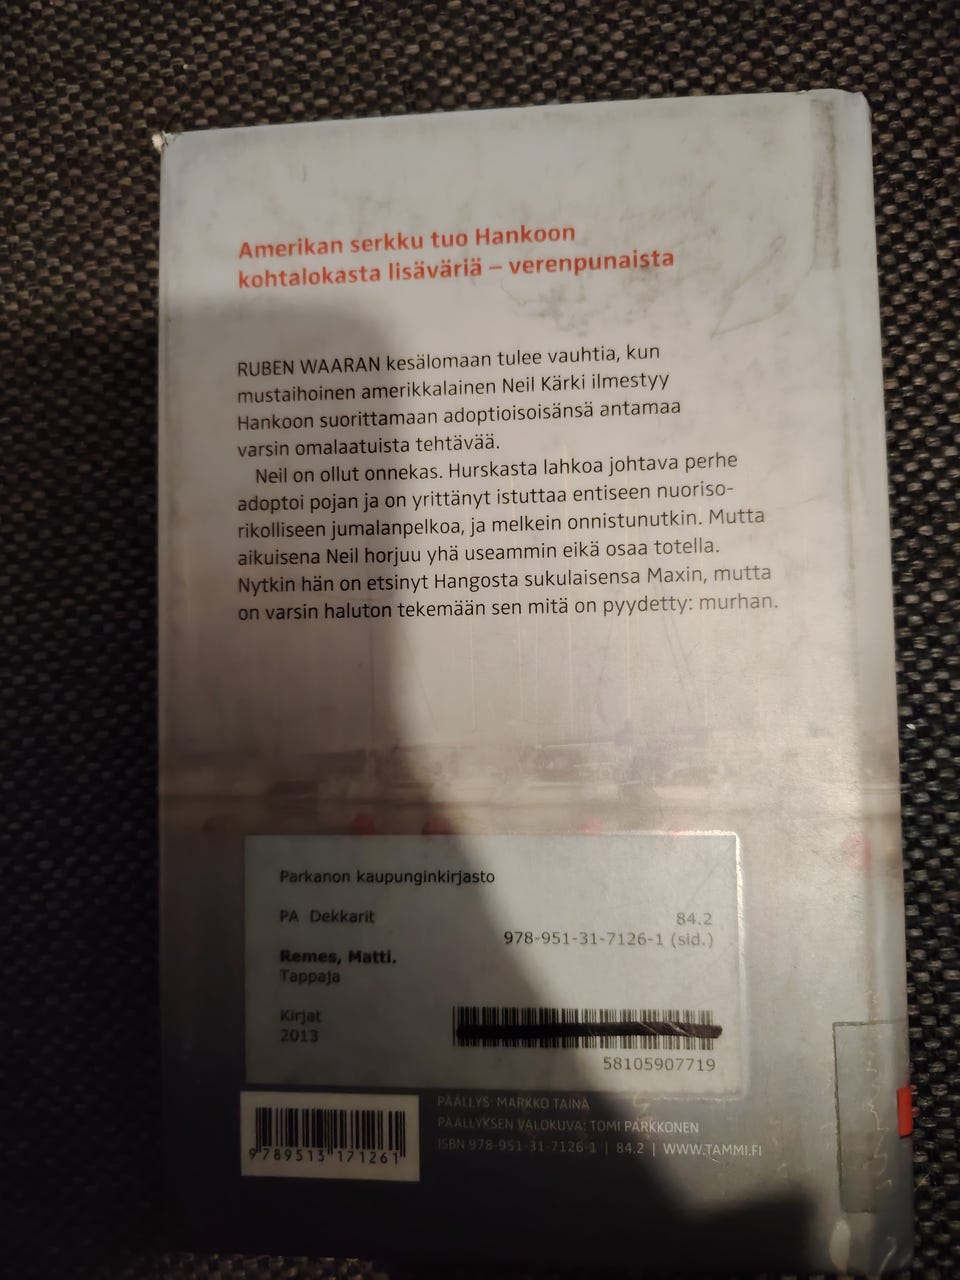 Amerikan serkku tuo Hankoon
kohtalokasta lisäväriä – verenpunaista
RUBEN WAARAN kesälomaan tulee vauhtia, kun
mustaihoinen amerikkalainen Neil Kärki ilmestyy
Hankoon suorittamaan adoptioisoisänsä antamaa
varsin omalaatuista tehtävää.
Neil on ollut onnekas. Hurskasta lahkoa johtava perhe
adoptoi pojan ja on yrittänyt istuttaa entiseen nuoriso-
rikolliseen jumalanpelkoa, ja melkein onnistunutkin. Mutta
aikuisena Neil horjuu yhä useammin eikä osaa totella.
Nytkin hän on etsinyt Hangosta sukulaisensa Maxin, mutta
on varsin haluton tekemään sen mitä on pyydetty: murhan.
Parkanon kaupunginkirjasto
PA Dekkarit 84.2
978-951-31-7126-1 (sid.)
Remes, Matti.
Tappaja
Kirjat
2013
58105907719
PÄÄLLYS: MARKKO TAINA
PÄÄLLYKSEN VALOKUVA: TOMI PARKKONEN
ISBN 978-951-31-7126-1 | 84.2 | WWW.TAMMI.FI
9 789513 171261